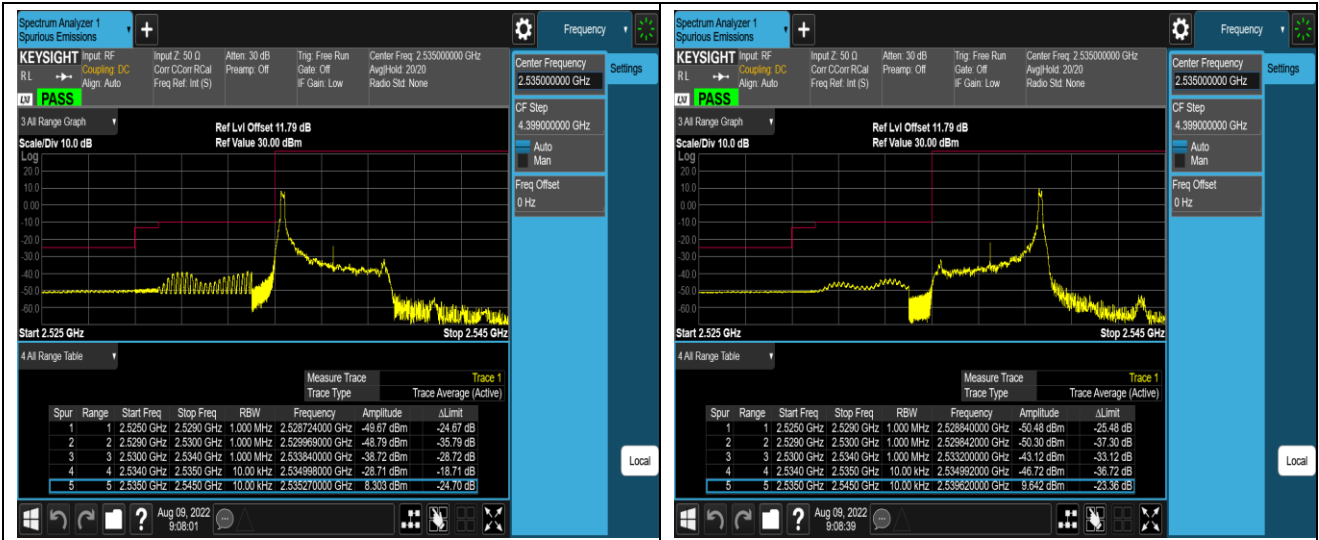 Spectrum Analyzer 1
Spurious Emissions
+
Frequency
KEYSIGHT Input: RF Input Z: 50 Ω Atten: 30 dB Trig: Free Run Center Freq: 2.535000000 GHz
RL Coupling: DC Corr CCorr RCal Preamp: Off Gate: Off Avg|Hold: 20/20
Align: Auto Freq Ref: Int (S) IF Gain: Low Radio Std: None
LXI PASS
Center Frequency
2.535000000 GHz
Settings
CF Step
4.399000000 GHz
Auto
Man
Freq Offset
0 Hz
3 All Range Graph
Ref Lvl Offset 11.79 dB
Scale/Div 10.0 dB Ref Value 30.00 dBm
Log
20.0
10.0
0.00
-10.0
-20.0
-30.0
-40.0
-50.0
-60.0
Start 2.525 GHz Stop 2.545 GHz
4 All Range Table
Measure Trace Trace 1
Trace Type Trace Average (Active)
Spur Range Start Freq Stop Freq RBW Frequency Amplitude ΔLimit
1 1 2.5250 GHz 2.5290 GHz 1.000 MHz 2.528724000 GHz -49.67 dBm -24.67 dB
2 2 2.5290 GHz 2.5300 GHz 1.000 MHz 2.529969000 GHz -48.79 dBm -35.79 dB
3 3 2.5300 GHz 2.5340 GHz 1.000 MHz 2.533840000 GHz -38.72 dBm -28.72 dB
4 4 2.5340 GHz 2.5350 GHz 10.00 kHz 2.534998000 GHz -28.71 dBm -18.71 dB
5 5 2.5350 GHz 2.5450 GHz 10.00 kHz 2.535270000 GHz 8.303 dBm -24.70 dB
Local
? Aug 09, 2022
9:08:01
Spectrum Analyzer 1
Spurious Emissions
+
Frequency
KEYSIGHT Input: RF Input Z: 50 Ω Atten: 30 dB Trig: Free Run Center Freq: 2.535000000 GHz
RL Coupling: DC Corr CCorr RCal Preamp: Off Gate: Off Avg|Hold: 20/20
Align: Auto Freq Ref: Int (S) IF Gain: Low Radio Std: None
LXI PASS
Center Frequency
2.535000000 GHz
Settings
CF Step
4.399000000 GHz
Auto
Man
Freq Offset
0 Hz
3 All Range Graph
Ref Lvl Offset 11.79 dB
Scale/Div 10.0 dB Ref Value 30.00 dBm
Log
20.0
10.0
0.00
-10.0
-20.0
-30.0
-40.0
-50.0
-60.0
Start 2.525 GHz Stop 2.545 GHz
4 All Range Table
Measure Trace Trace 1
Trace Type Trace Average (Active)
Spur Range Start Freq Stop Freq RBW Frequency Amplitude ΔLimit
1 1 2.5250 GHz 2.5290 GHz 1.000 MHz 2.528840000 GHz -50.48 dBm -25.48 dB
2 2 2.5290 GHz 2.5300 GHz 1.000 MHz 2.529842000 GHz -50.30 dBm -37.30 dB
3 3 2.5300 GHz 2.5340 GHz 1.000 MHz 2.533200000 GHz -43.12 dBm -33.12 dB
4 4 2.5340 GHz 2.5350 GHz 10.00 kHz 2.534992000 GHz -46.72 dBm -36.72 dB
5 5 2.5350 GHz 2.5450 GHz 10.00 kHz 2.539620000 GHz 9.642 dBm -23.36 dB
Local
? Aug 09, 2022
9:08:39